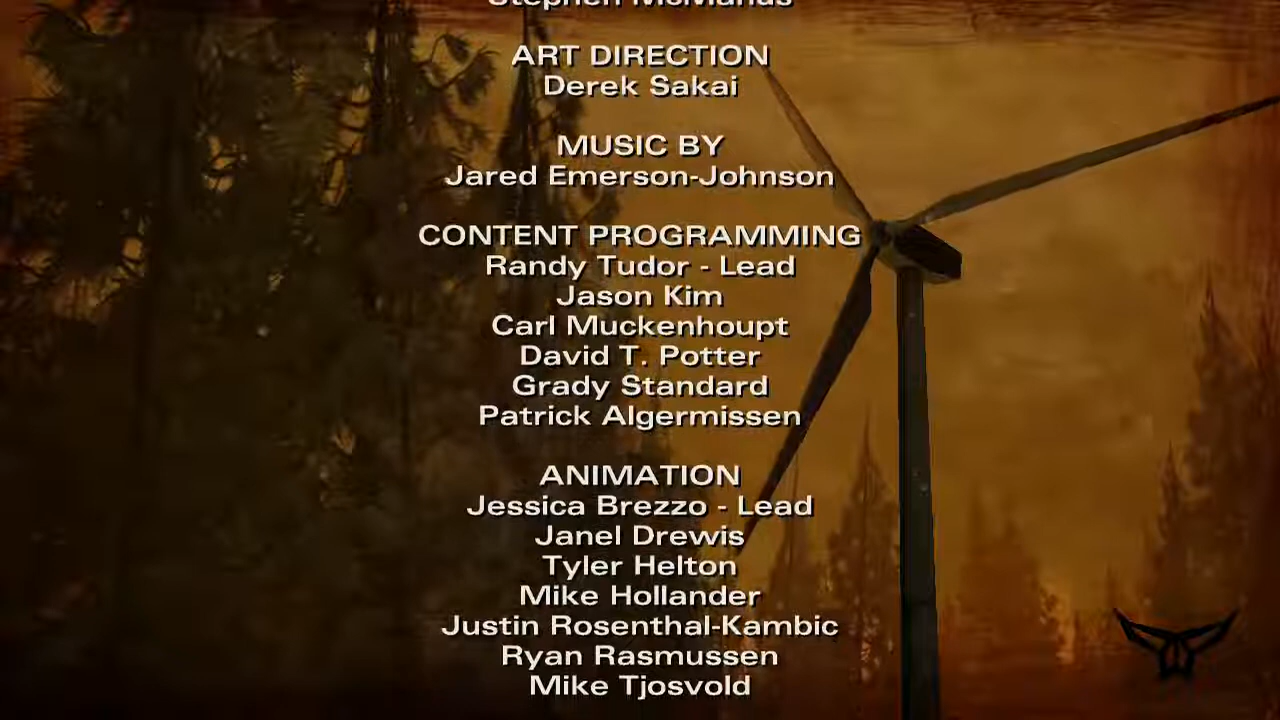 Stephen McManus
ART DIRECTION
Derek Sakai
MUSIC BY
Jared Emerson-Johnson
CONTENT PROGRAMMING
Randy Tudor - Lead
Jason Kim
Carl Muckenhoupt
David T. Potter
Grady Standard
Patrick Algermissen
ANIMATION
Jessica Brezzo - Lead
Janel Drewis
Tyler Helton
Mike Hollander
Justin Rosenthal-Kambic
Ryan Rasmussen
Mike Tjosvold